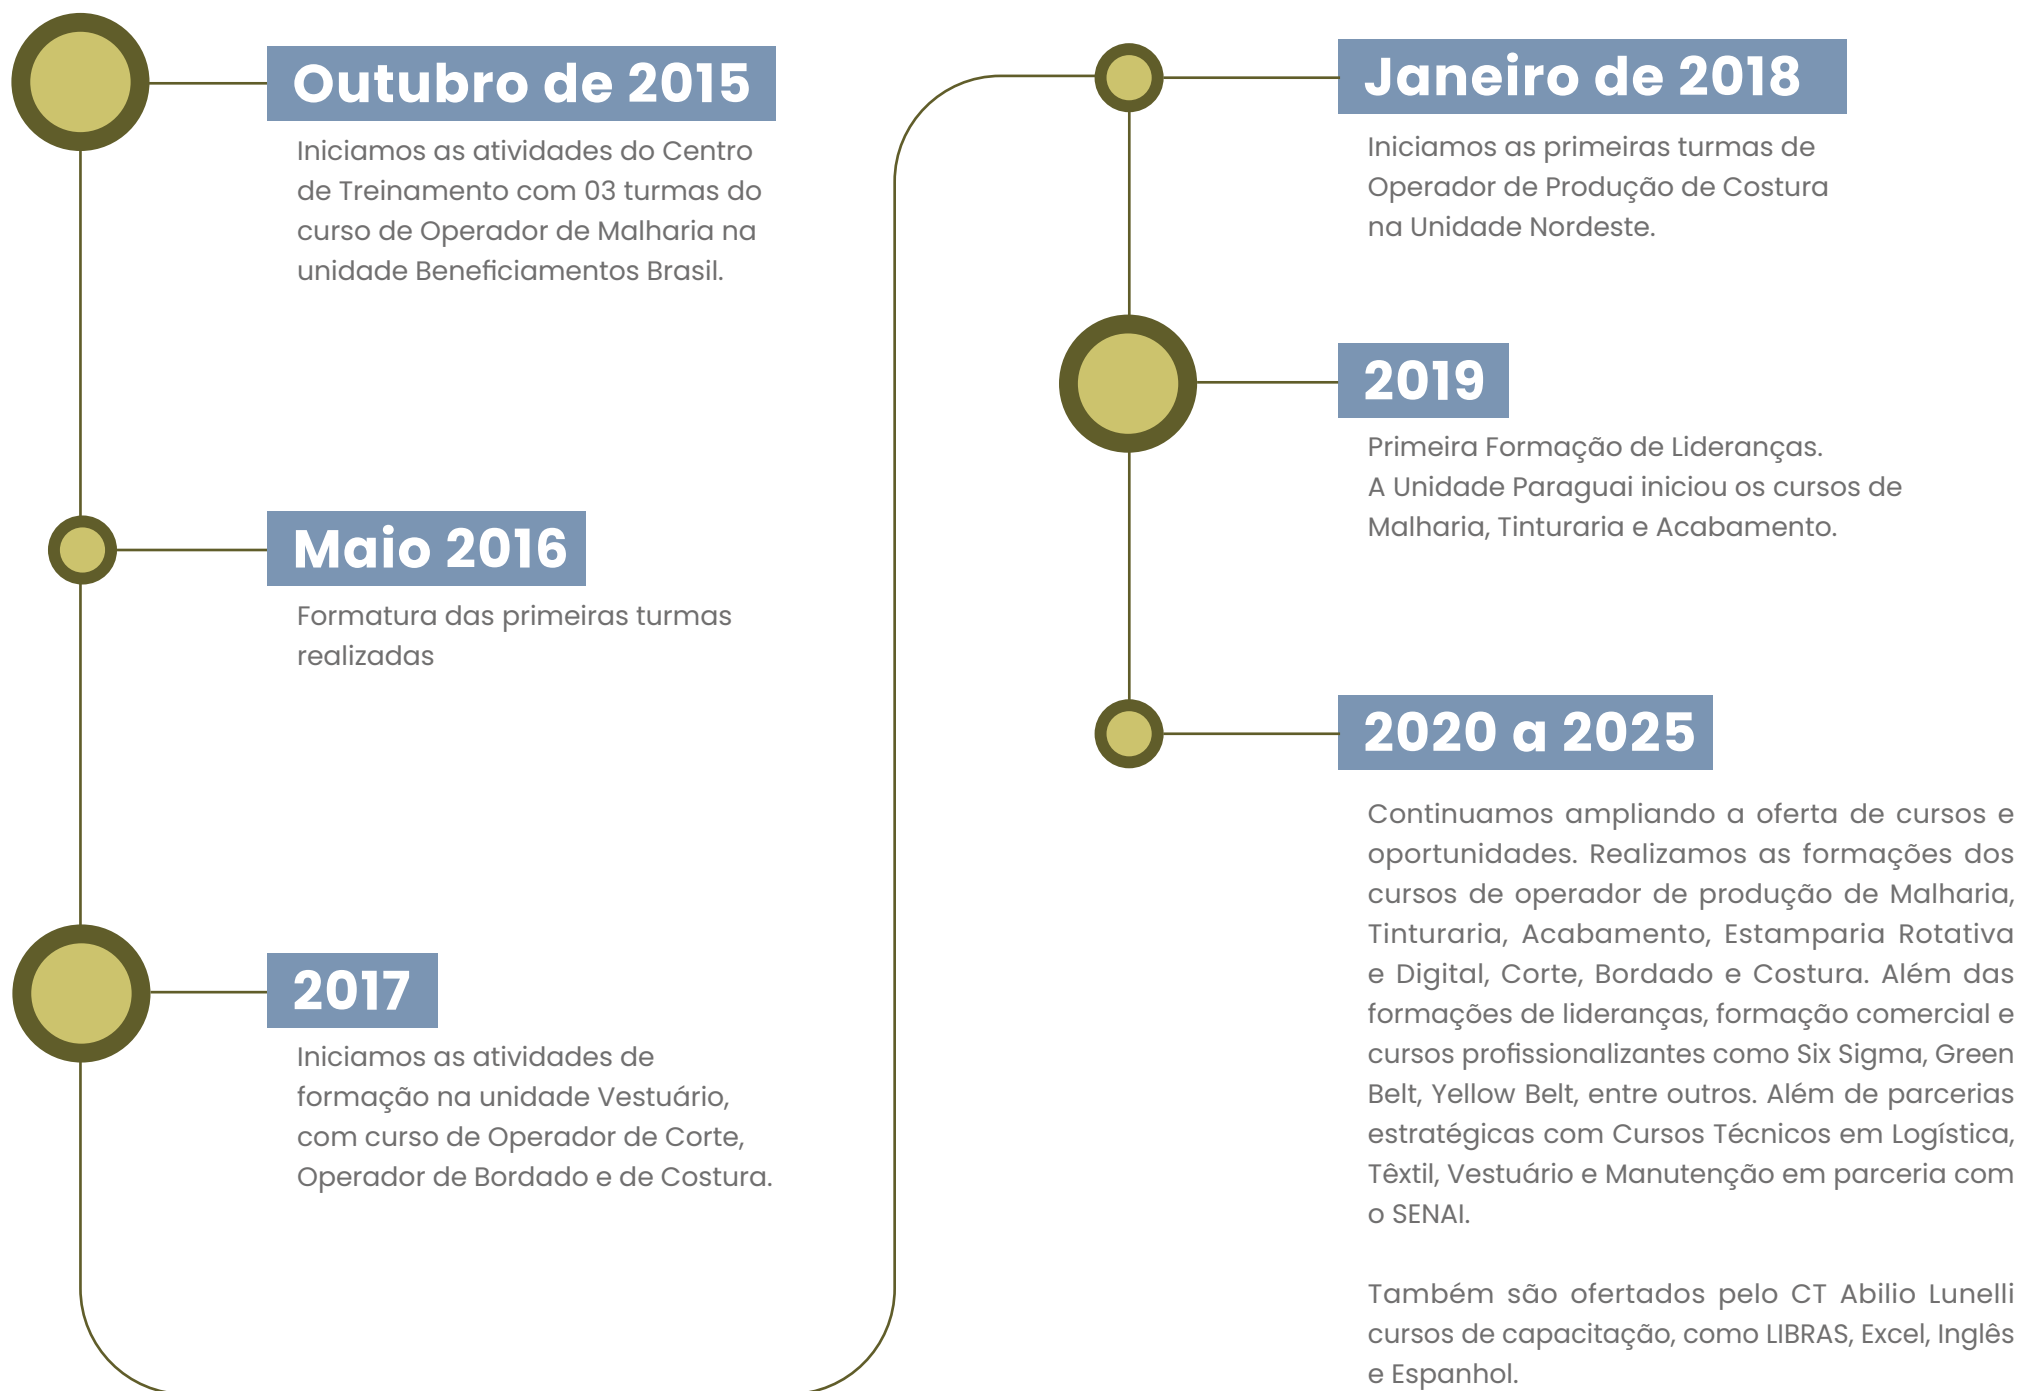 Outubro de 2015
Iniciamos as atividades do Centro
de Treinamento com 03 turmas do
curso de Operador de Malharia na
unidade Beneficiamentos Brasil.
Maio 2016
Formatura das primeiras turmas
realizadas
2017
Iniciamos as atividades de
formação na unidade Vestuário,
com curso de Operador de Corte,
Operador de Bordado e de Costura.
Janeiro de 2018
Iniciamos as primeiras turmas de
Operador de Produção de Costura
na Unidade Nordeste.
2019
Primeira Formação de Lideranças.
A Unidade Paraguai iniciou os cursos de
Malharia, Tinturaria e Acabamento.
2020 a 2025
Continuamos ampliando a oferta de cursos e
oportunidades. Realizamos as formações dos
cursos de operador de produção de Malharia,
Tinturaria, Acabamento, Estamparia Rotativa
e Digital, Corte, Bordado e Costura. Além das
formações de lideranças, formação comercial e
cursos profissionalizantes como Six Sigma, Green
Belt, Yellow Belt, entre outros. Além de parcerias
estratégicas com Cursos Técnicos em Logística,
Têxtil, Vestuário e Manutenção em parceria com
o SENAI.
Também são ofertados pelo CT Abilio Lunelli
cursos de capacitação, como LIBRAS, Excel, Inglês
e Espanhol.